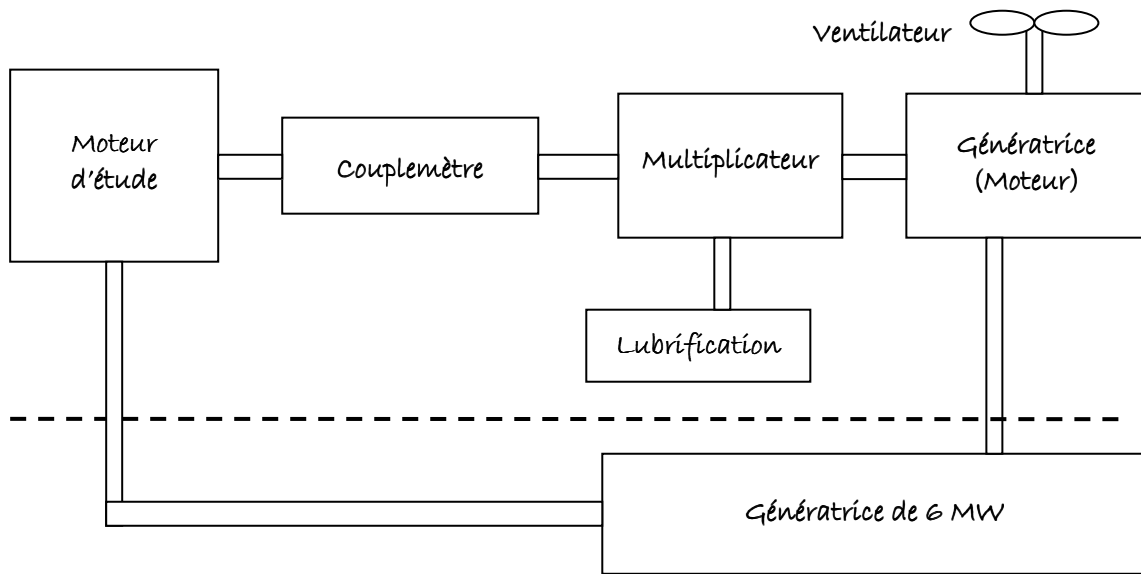 Ventilateur
Moteur
d'étude
Couplemètre
Multiplicateur
Génératrice
(Moteur)
Lubrification
Génératrice de 6 MW